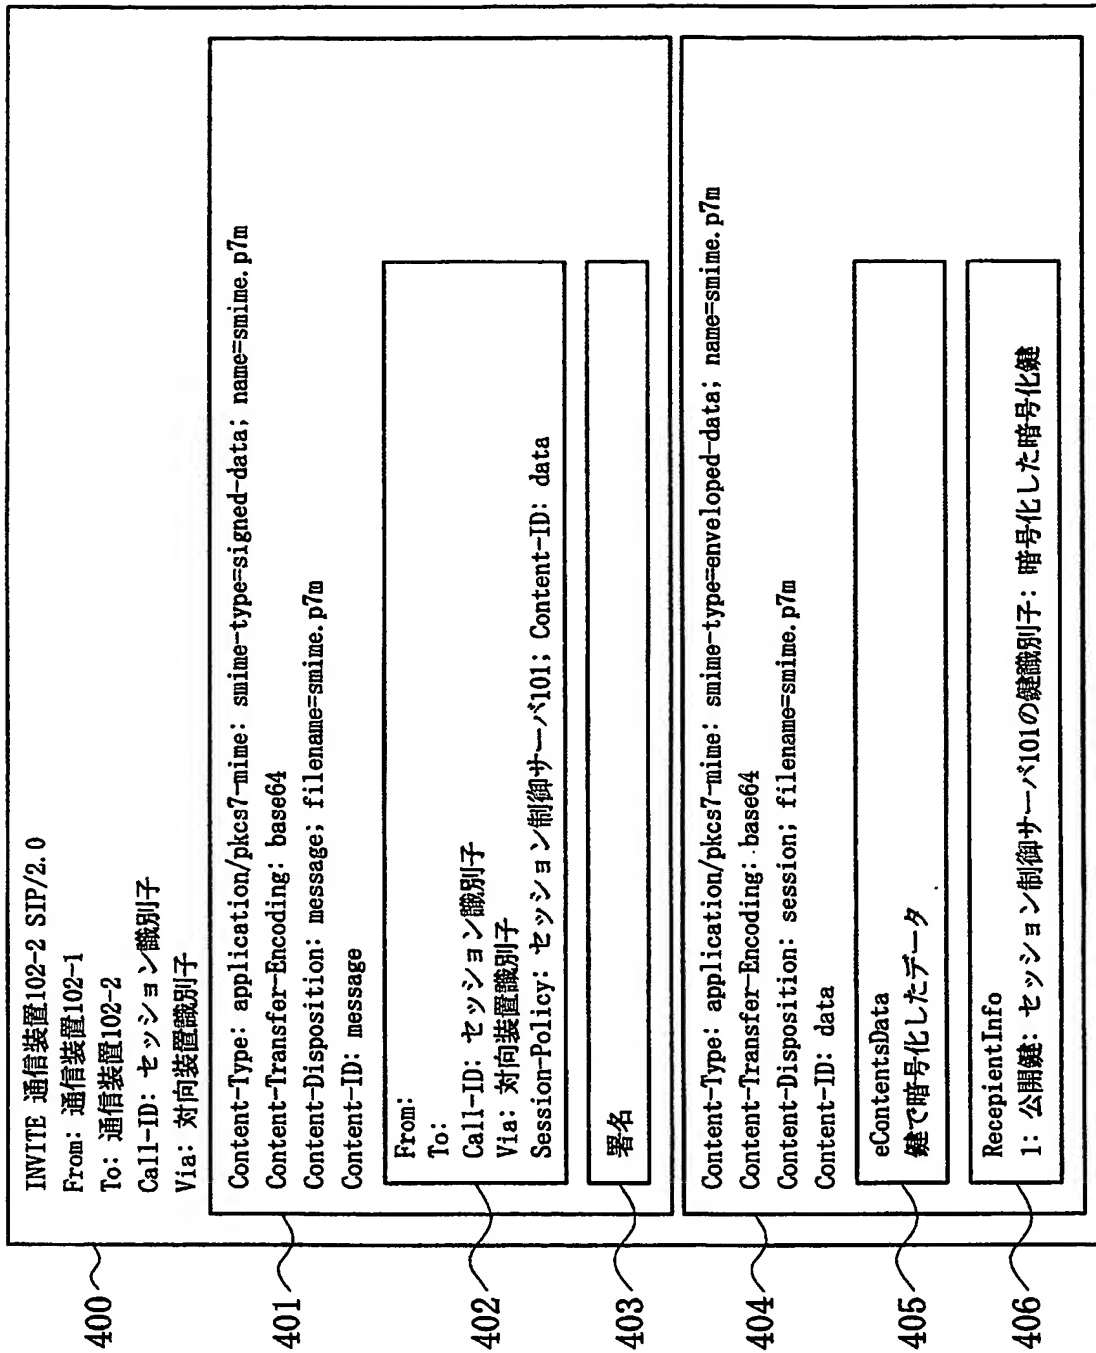 400
INVITE 通信装置102-2 SIP/2.0
From: 通信装置102-1
To: 通信装置102-2
Call-ID: セッション識別子
Via: 対向装置識別子
401
Content-Type: application/pkcs7-mime: smime-type=signed-data; name=smime.p7m
Content-Transfer-Encoding: base64
Content-Disposition: message; filename=smime.p7m
Content-ID: message
402
From:
To:
Call-ID: セッション識別子
Via: 対向装置識別子
Session-Policy: セッション制御サーバ101; Content-ID: data
403
署名
404
Content-Type: application/pkcs7-mime: smime-type=enveloped-data; name=smime.p7m
Content-Transfer-Encoding: base64
Content-Disposition: session; filename=smime.p7m
Content-ID: data
405
eContentsData
鍵で暗号化したデータ
406
RecepientInfo
1: 公開鍵: セッション制御サーバ101の鍵識別子: 暗号化した暗号化鍵